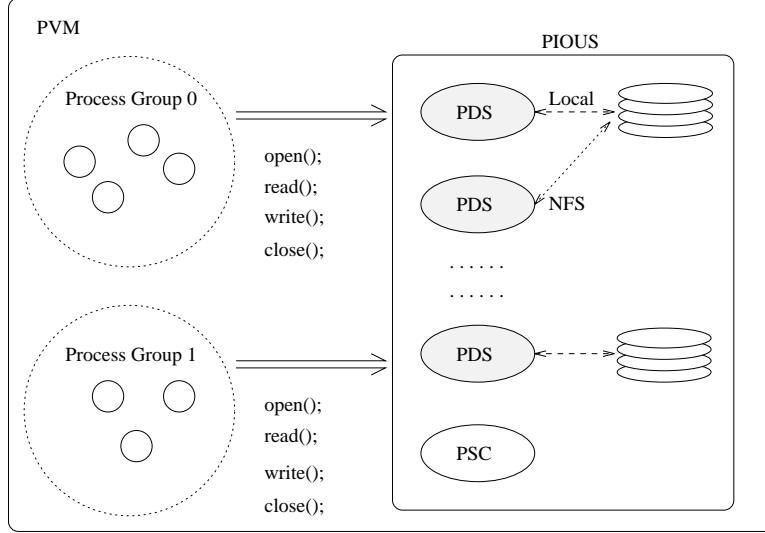 PVM
PIOUS
Process Group 0
PDS
Local
open();
read();
write();
close();
PDS
NFS
. . . . . .
. . . . . .
Process Group 1
PDS
open();
read();
write();
close();
PSC